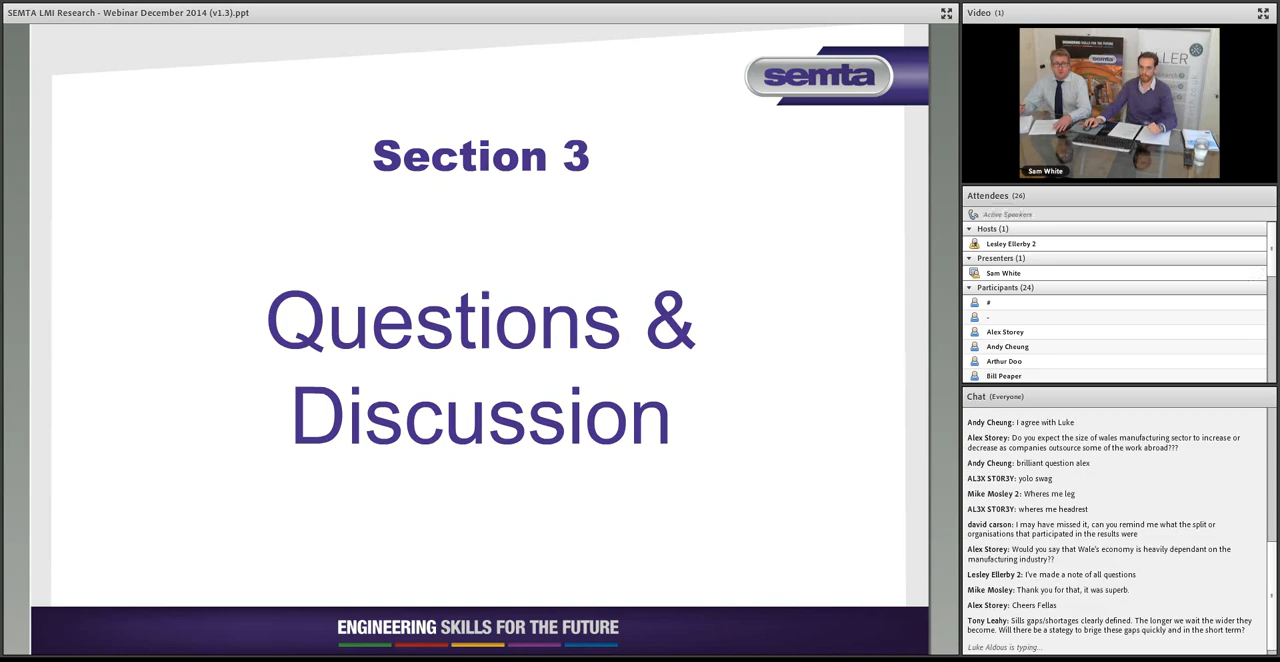 SEMTA LMI Research - Webinar December 2014 (v1.3).ppt
semta
Section 3
Questions &
Discussion
ENGINEERING SKILLS FOR THE FUTURE
Video (1)
ENGINEERING SKILLS FOR THE FUTURE
semta
LLER
Sam White
Attendees (26)
Active Speakers
Hosts (1)
Lesley Ellerby 2
Presenters (1)
Sam White
Participants (24)
#
-
Alex Storey
Andy Cheung
Arthur Doo
Bill Peaper
Chat (Everyone)
Andy Cheung: I agree with Luke
Alex Storey: Do you expect the size of wales manufacturing sector to increase or
decrease as companies outsource some of the work abroad???
Andy Cheung: brilliant question alex
AL3X ST0R3Y: yolo swag
Mike Mosley 2: Wheres me leg
AL3X ST0R3Y: wheres me headrest
david carson: I may have missed it, can you remind me what the split or
organisations that participated in the results were
Alex Storey: Would you say that Wale's economy is heavily dependant on the
manufacturing industry??
Lesley Ellerby 2: I've made a note of all questions
Mike Mosley: Thank you for that, it was superb.
Alex Storey: Cheers Fellas
Tony Leahy: Sills gaps/shortages clearly defined. The longer we wait the wider they
become. Will there be a stategy to brige these gaps quickly and in the short term?
Luke Aldous is typing...